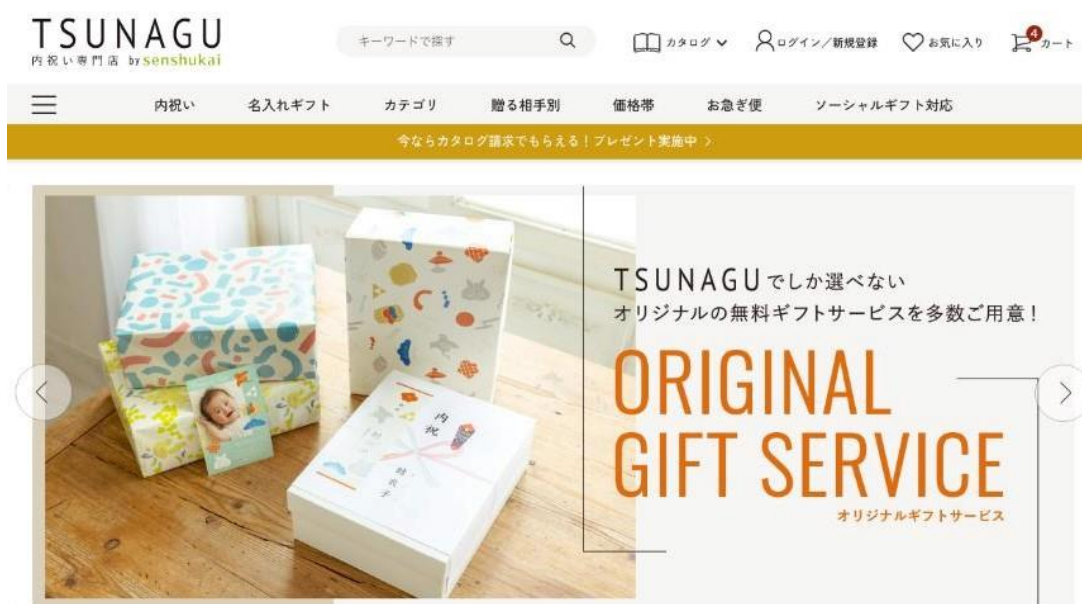 TSUNAGU
内祝い専門店 by senshukai
キーワードで探す
カタログ
ログイン/新規登録
お気に入り
4
カート
内祝い
名入れギフト
カテゴリ
贈る相手別
価格帯
お急ぎ便
ソーシャルギフト対応
今ならカタログ請求でもらえる!プレゼント実施中 >
TSUNAGUでしか選べない
オリジナルの無料ギフトサービスを多数ご用意!
ORIGINAL
GIFT SERVICE
オリジナルギフトサービス
内祝